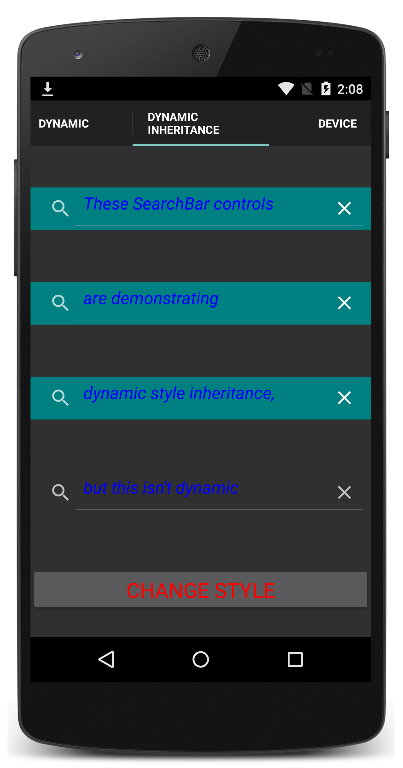 2:08
DYNAMIC
DYNAMIC
INHERITANCE
DEVICE
These SearchBar controls
are demonstrating
dynamic style inheritance,
but this isn't dynamic
CHANGE STYLE